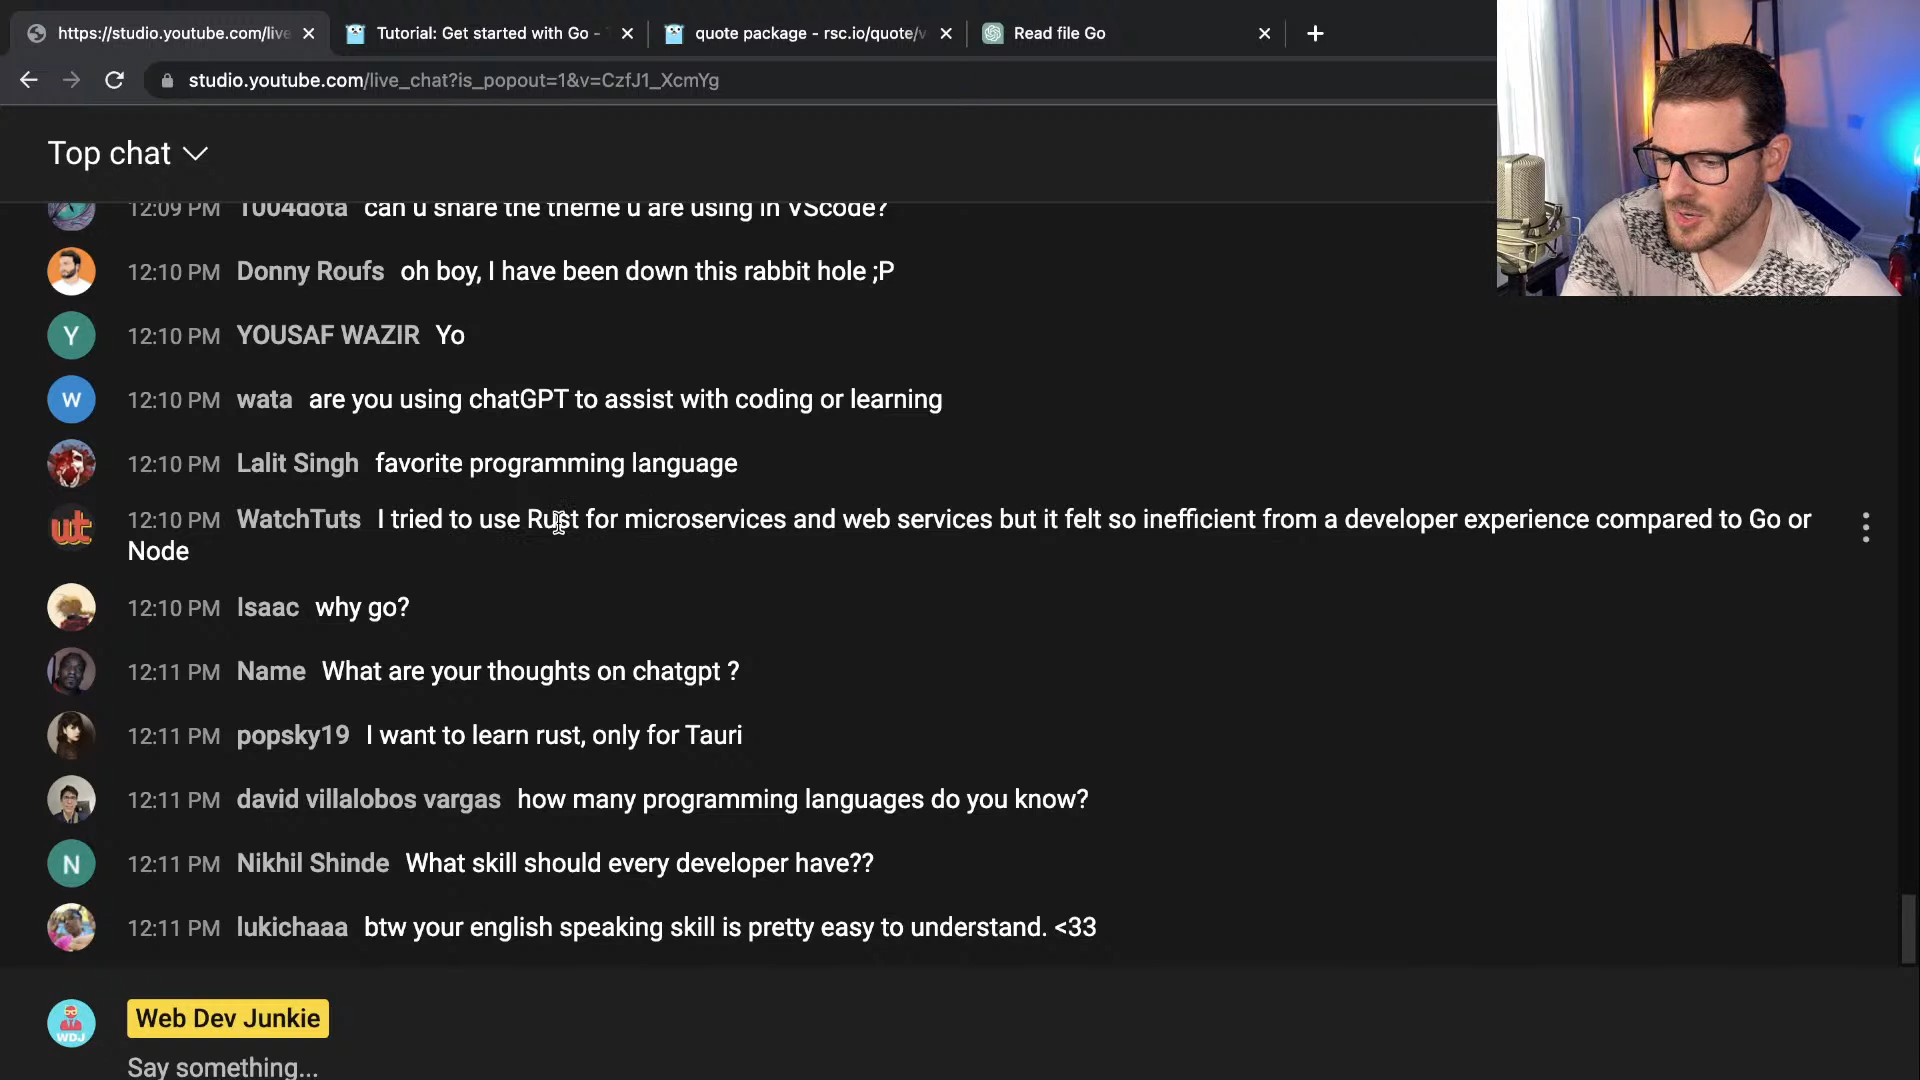 https://studio.youtube.com/live
Tutorial: Get started with Go -
quote package - rsc.io/quote/v
Read file Go
studio.youtube.com/live_chat?is_popout=1&v=CzfJ1_XcmYg
Top chat
12:09 PM 1004dota can u share the theme u are using in VScode?
12:10 PM Donny Roufs oh boy, I have been down this rabbit hole ;P
Y 12:10 PM YOUSAF WAZIR Yo
W 12:10 PM wata are you using chatGPT to assist with coding or learning
12:10 PM Lalit Singh favorite programming language
ut 12:10 PM WatchTuts I tried to use Rust for microservices and web services but it felt so inefficient from a developer experience compared to Go or
Node
12:10 PM Isaac why go?
12:11 PM Name What are your thoughts on chatgpt ?
12:11 PM popsky19 I want to learn rust, only for Tauri
12:11 PM david villalobos vargas how many programming languages do you know?
N 12:11 PM Nikhil Shinde What skill should every developer have??
12:11 PM lukichaaa btw your english speaking skill is pretty easy to understand. <33
WDJ Web Dev Junkie
Say something...